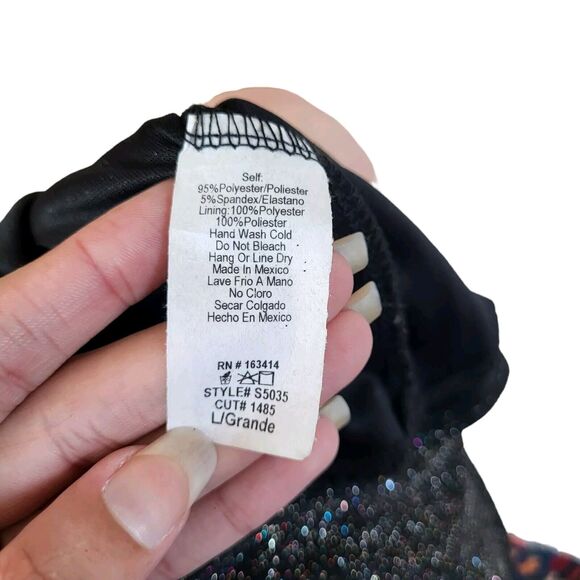 Self:
95%Polyester/Poliester
5%Spandex/Elastano
Lining:100%Polyester
100%Poliester
Hand Wash Cold
Do Not Bleach
Hang Or Line Dry
Made In Mexico
Lave Frio A Mano
No Cloro
Secar Colgado
Hecho En Mexico
RN # 163414
STYLE# S5035
CUT# 1485
L/Grande